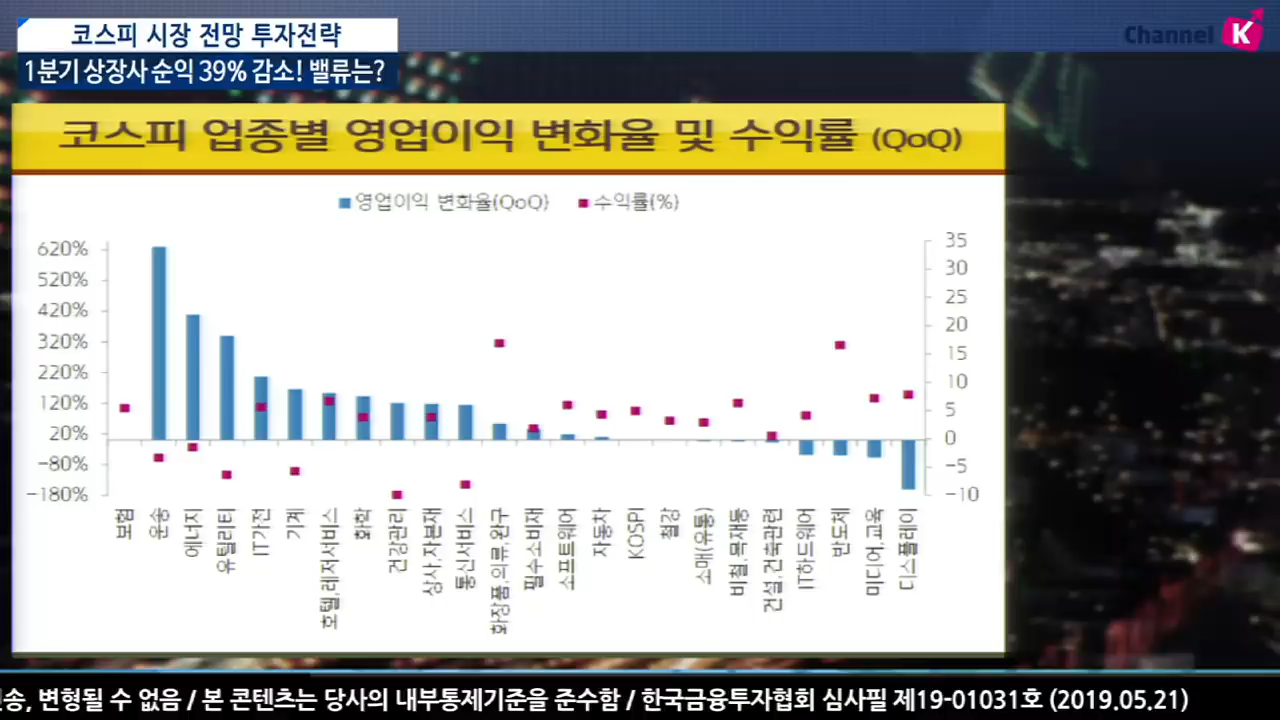 코스피 시장 전망 투자전략
1분기 상장사 순익 39% 감소! 밸류는?
Channel K
코스피 업종별 영업이익 변화율 및 수익률 (QoQ)
영업이익 변화율(QoQ) 수익률(%)
620%
520%
420%
320%
220%
120%
20%
-80%
-180%
35
30
25
20
15
10
5
0
-5
-10
보험
운송
에너지
유틸리티
IT가전
기계
호텔,레저서비스
화학
건강관리
상사,자본재
통신서비스
화장품,의류,완구
필수소비재
소프트웨어
자동차
KOSPI
철강
소매(유통)
비철,목재등
건설,건축관련
IT하드웨어
반도체
미디어,교육
디스플레이
송, 변형될 수 없음 / 본 콘텐츠는 당사의 내부통제기준을 준수함 / 한국금융투자협회 심사필 제19-01031호 (2019.05.21)